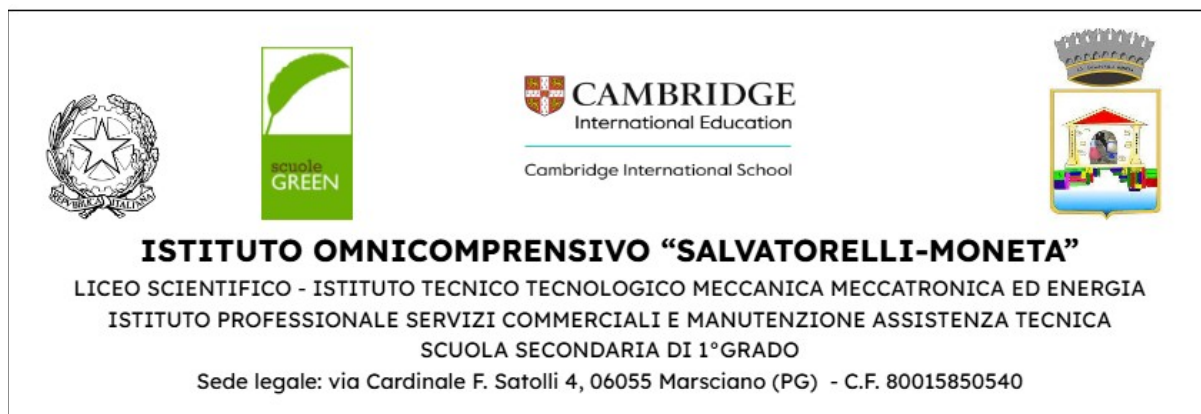 REPVBBLICA ITALIANA
scuole
GREEN
CAMBRIDGE
International Education
Cambridge International School
ISTITUTO OMNICOMPRENSIVO “SALVATORELLI-MONETA”
LICEO SCIENTIFICO - ISTITUTO TECNICO TECNOLOGICO MECCANICA MECCATRONICA ED ENERGIA
ISTITUTO PROFESSIONALE SERVIZI COMMERCIALI E MANUTENZIONE ASSISTENZA TECNICA
SCUOLA SECONDARIA DI 1°GRADO
Sede legale: via Cardinale F. Satolli 4, 06055 Marsciano (PG) - C.F. 80015850540